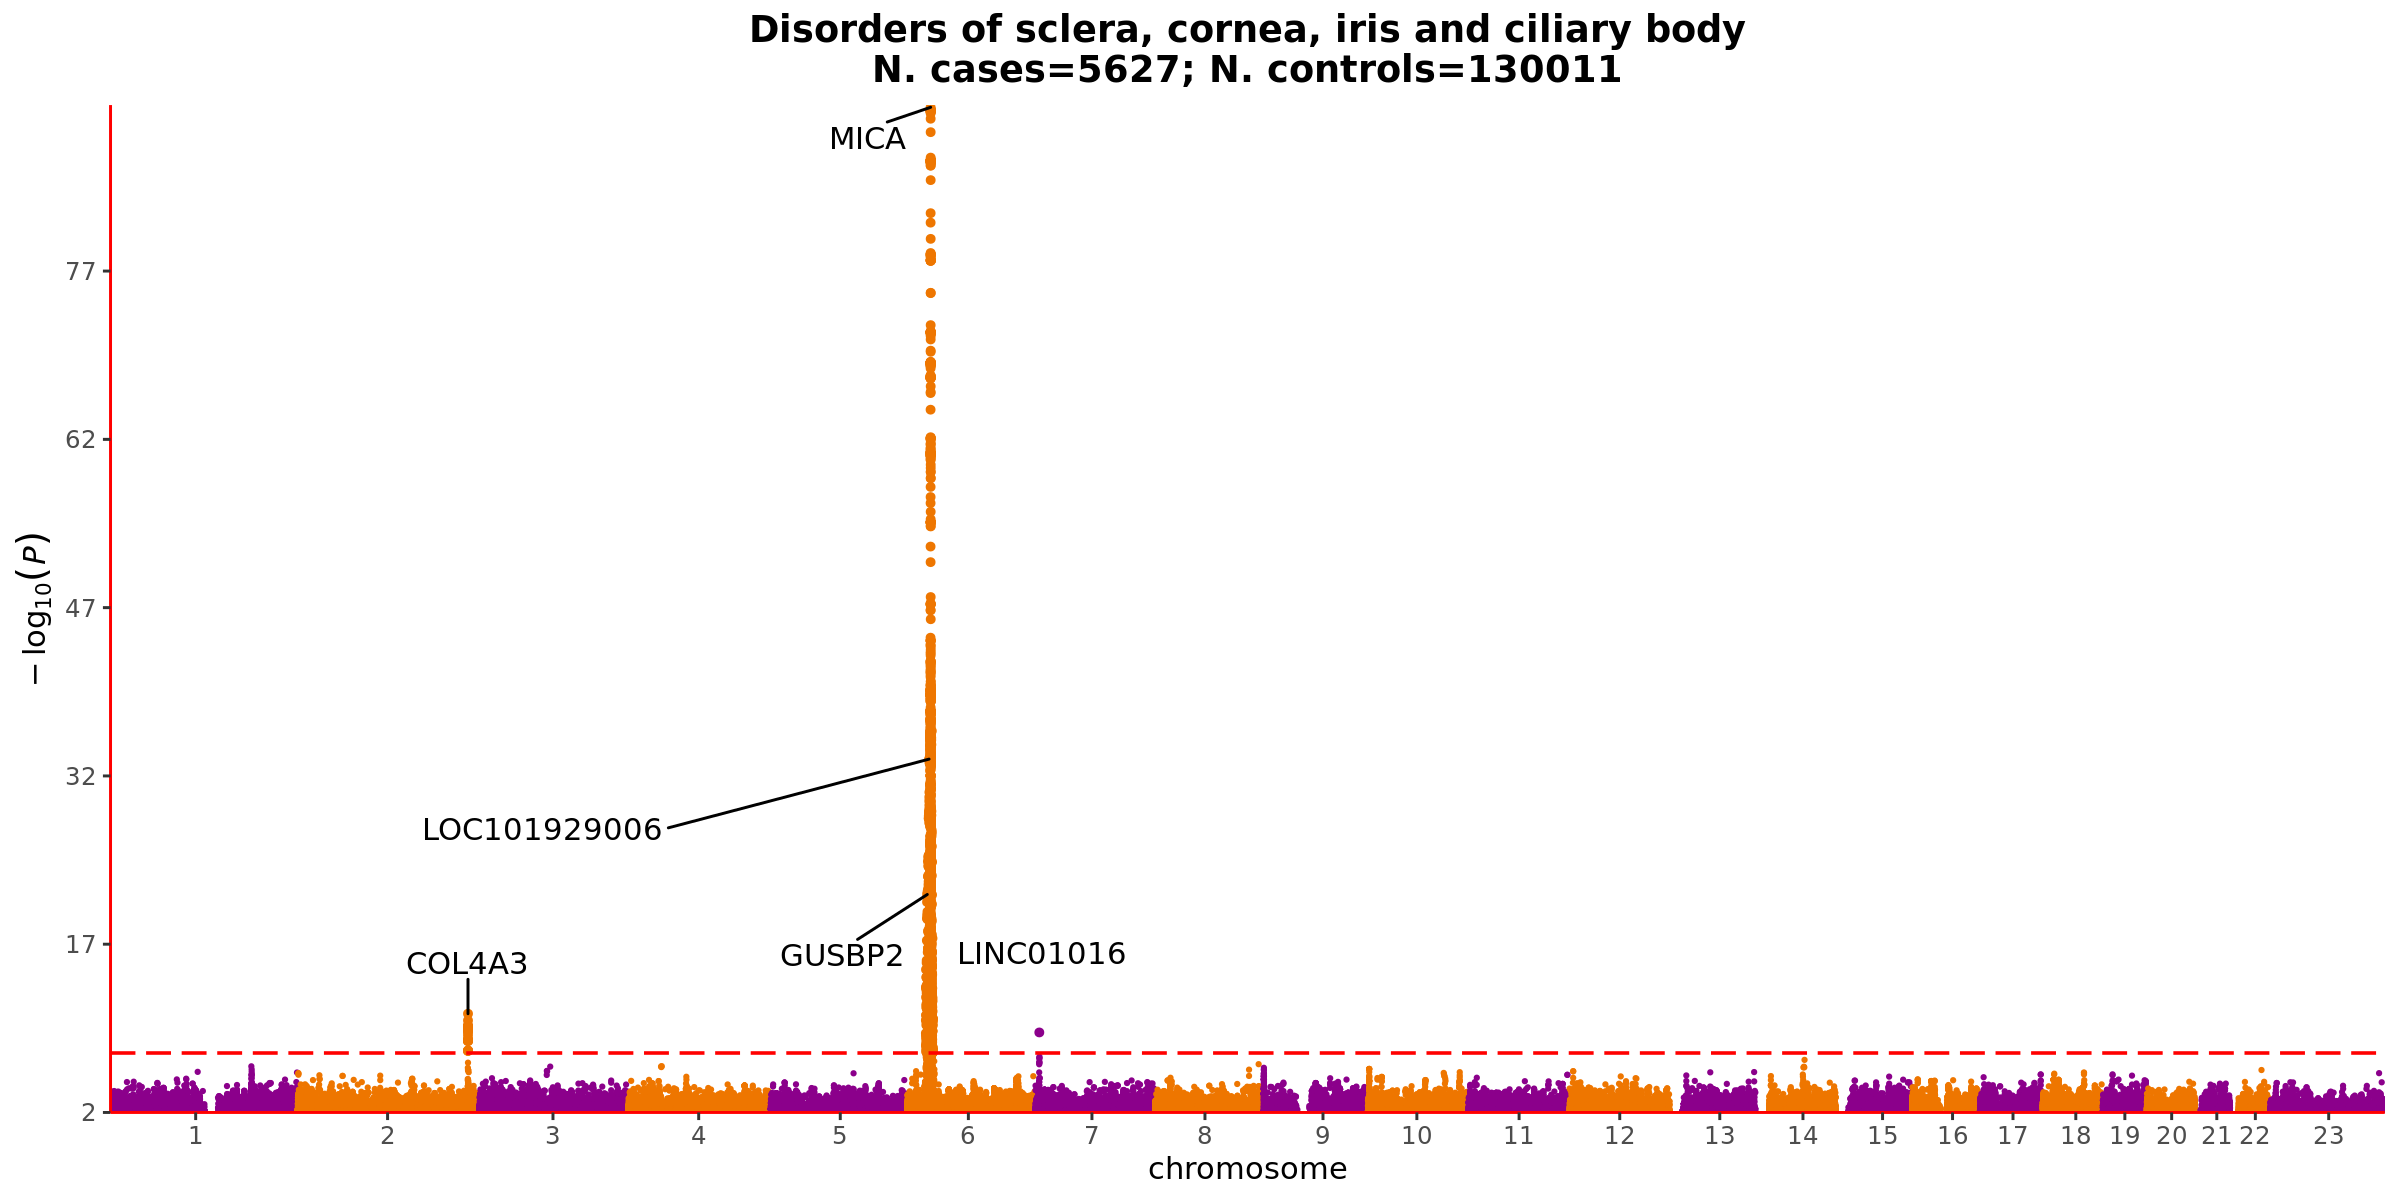 Disorders of sclera, cornea, iris and ciliary body
N. cases=5627; N. controls=130011
MICA
77
62
47
32
17
2
− log10(P)
LOC101929006
COL4A3
GUSBP2
LINC01016
1 2 3 4 5 6 7 8 9 10 11 12 13 14 15 16 17 18 19 20 21 22 23
chromosome